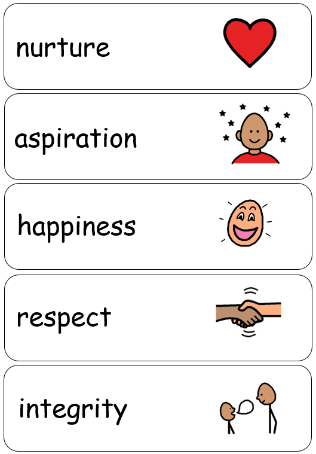 nurture
aspiration
happiness
respect
integrity